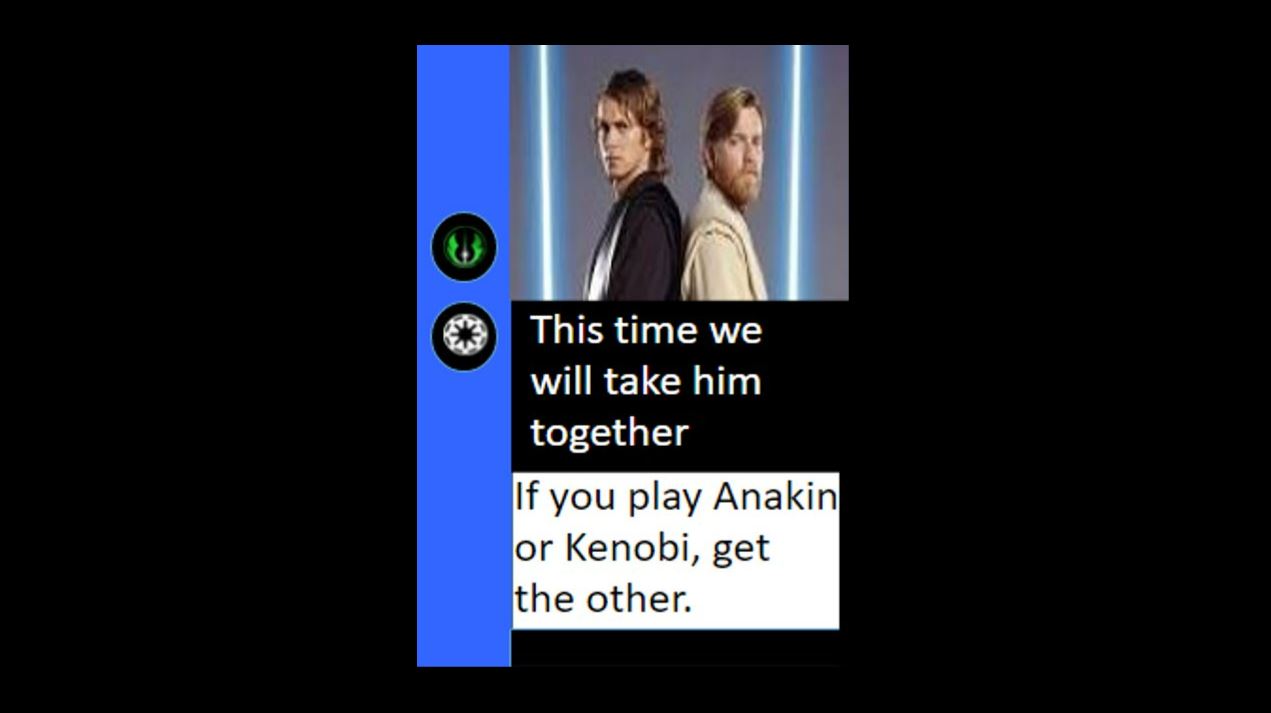 This time we
will take him
together
If you play Anakin
or Kenobi, get
the other.